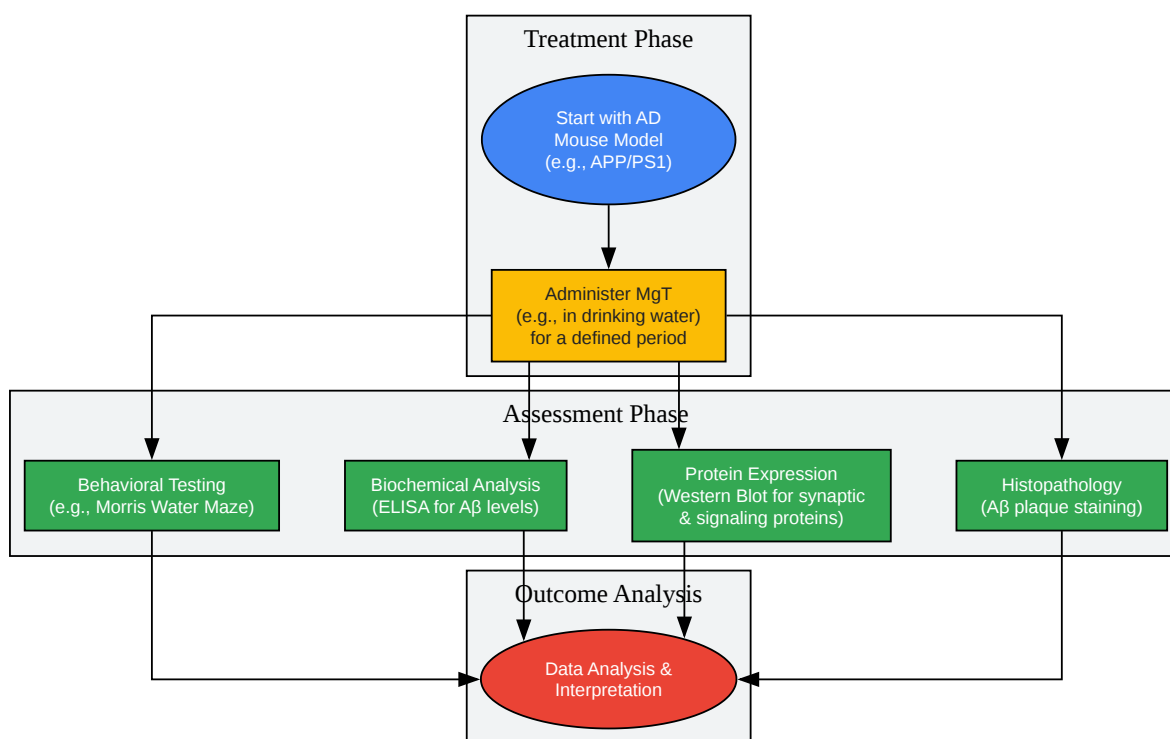 Treatment Phase
Start with AD
Mouse Model
(e.g., APP/PS1)
Administer MgT
(e.g., in drinking water)
for a defined period
Assessment Phase
Behavioral Testing
(e.g., Morris Water Maze)
Biochemical Analysis
(ELISA for Aβ levels)
Protein Expression
(Western Blot for synaptic
& signaling proteins)
Histopathology
(Aβ plaque staining)
Outcome Analysis
Data Analysis &
Interpretation